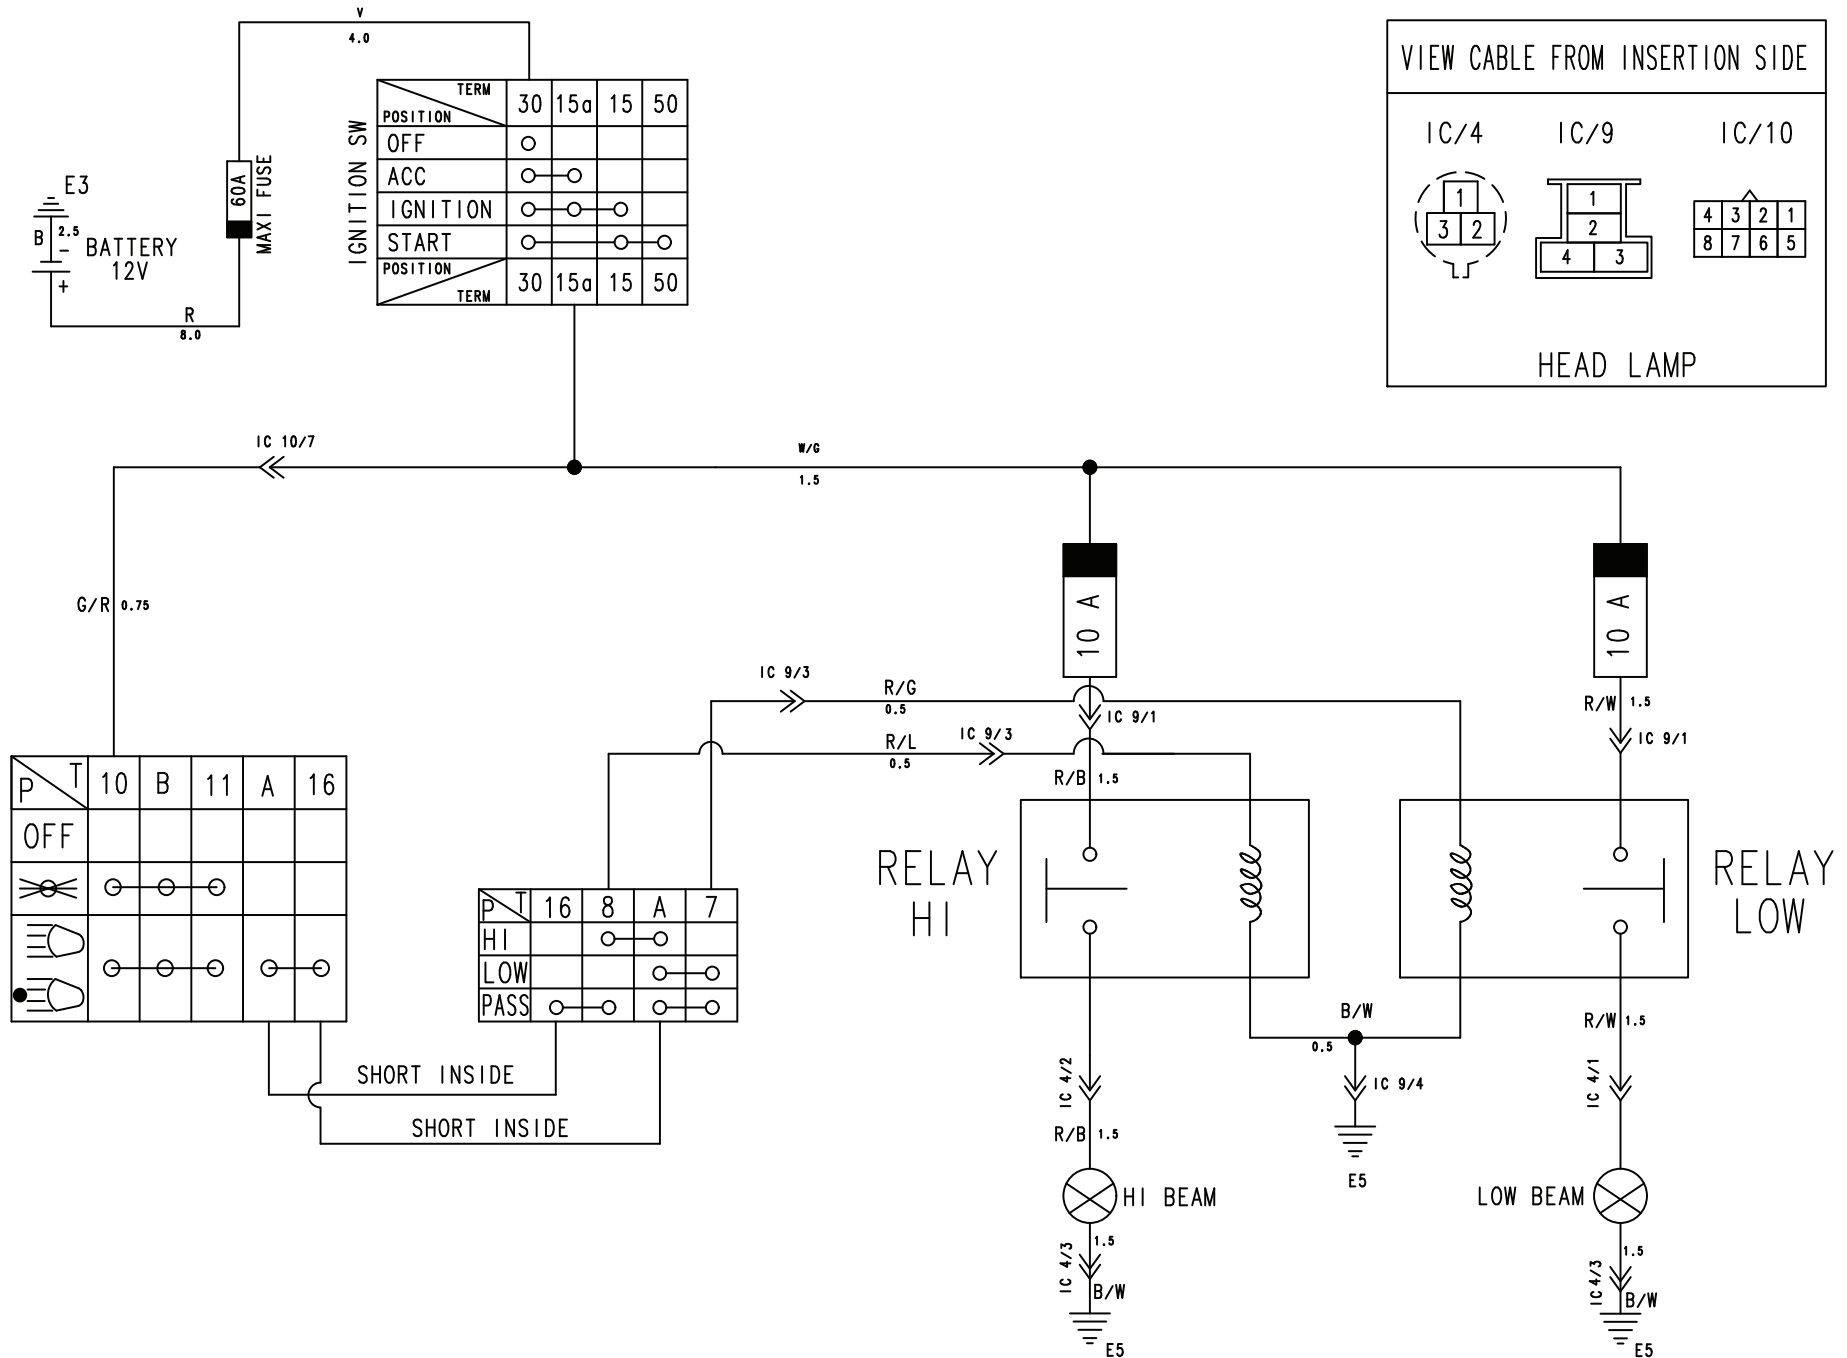 V
4.0
E3
B 2.5
-
BATTERY
12V
+
R
8.0
60A
MAXI FUSE
IGNITION SW
TERM
POSITION
30 15a 15 50
OFF
ACC
IGNITION
START
POSITION
TERM
30 15a 15 50
VIEW CABLE FROM INSERTION SIDE
IC/4 IC/9 IC/10
1
3 2
1
2
4 3
4 3 2 1
8 7 6 5
HEAD LAMP
IC 10/7
W/G
1.5
G/R 0.75
10 A
10 A
IC 9/3
R/G
0.5
IC 9/1
R/W 1.5
IC 9/1
R/L
0.5
IC 9/3
R/B 1.5
P T 10 B 11 A 16
OFF
P T 16 8 A 7
HI
LOW
PASS
RELAY
HI
RELAY
LOW
SHORT INSIDE
SHORT INSIDE
B/W
0.5
IC 9/4
E5
IC 4/2
R/B 1.5
HI BEAM
1.5
IC 4/3
B/W
E5
R/W 1.5
IC 4/1
LOW BEAM
1.5
IC 4/3
B/W
E5